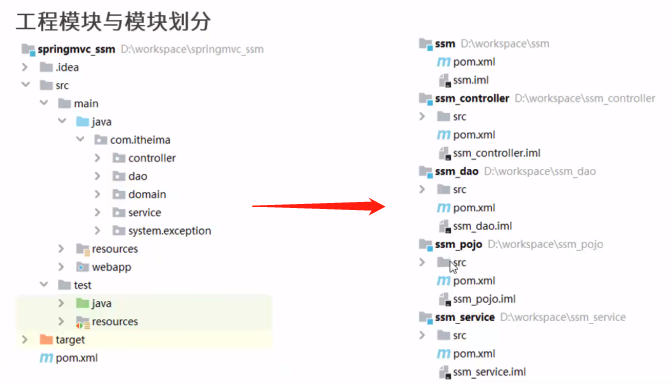 工程模块与模块划分
springmvc_ssm D:\workspace\springmvc_ssm
.idea
src
main
java
com.itheima
controller
dao
domain
service
system.exception
resources
webapp
test
java
resources
target
pom.xml
ssm D:\workspace\ssm
pom.xml
ssm.iml
ssm_controller D:\workspace\ssm_controller
src
pom.xml
ssm_controller.iml
ssm_dao D:\workspace\ssm_dao
src
pom.xml
ssm_dao.iml
ssm_pojo D:\workspace\ssm_pojo
src
pom.xml
ssm_pojo.iml
ssm_service D:\workspace\ssm_service
src
pom.xml
ssm_service.iml